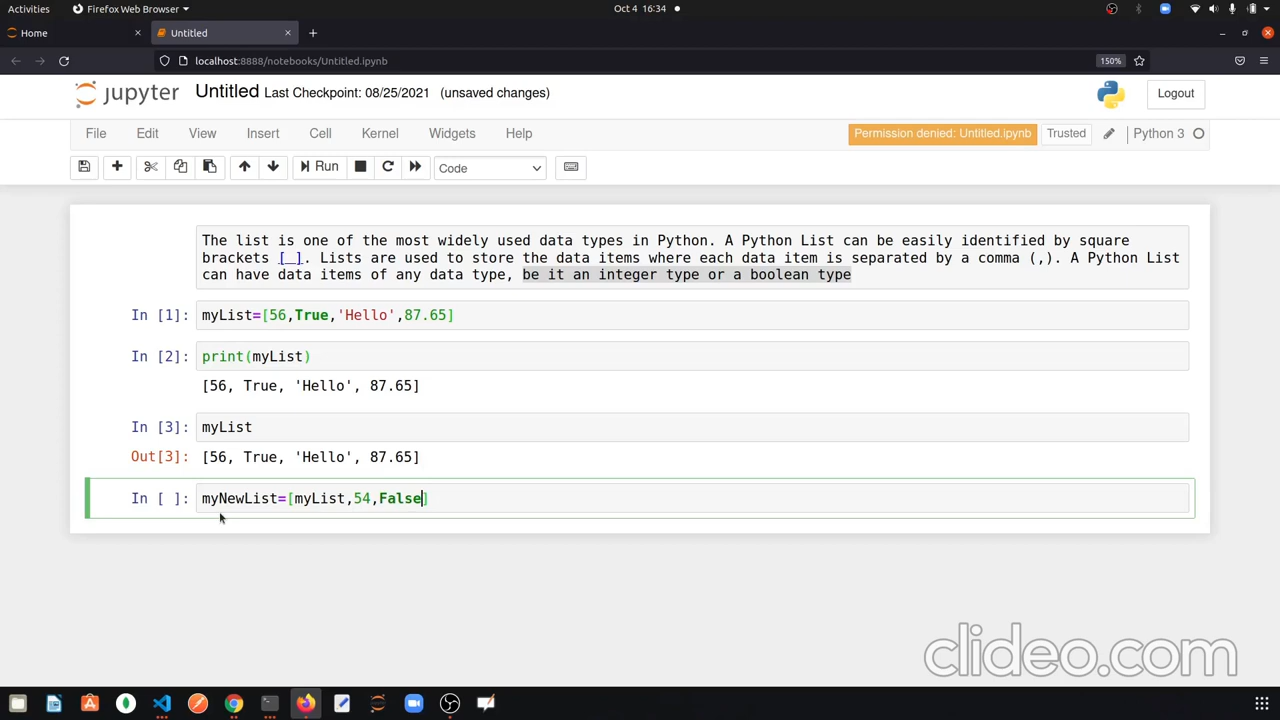 Activities
Firefox Web Browser
Oct 4 16:34
Home
Untitled
localhost:8888/notebooks/Untitled.ipynb
150%
jupyter
Untitled Last Checkpoint: 08/25/2021 (unsaved changes)
Logout
File Edit View Insert Cell Kernel Widgets Help
Permission denied: Untitled.ipynb
Trusted
Python 3
Run
Code
The list is one of the most widely used data types in Python. A Python List can be easily identified by square
brackets [ ]. Lists are used to store the data items where each data item is separated by a comma (,). A Python List
can have data items of any data type, be it an integer type or a boolean type
In [1]: myList=[56,True,'Hello',87.65]
In [2]: print(myList)
[56, True, 'Hello', 87.65]
In [3]: myList
Out[3]: [56, True, 'Hello', 87.65]
In [ ]: myNewList=[myList,54,False]
clideo.com